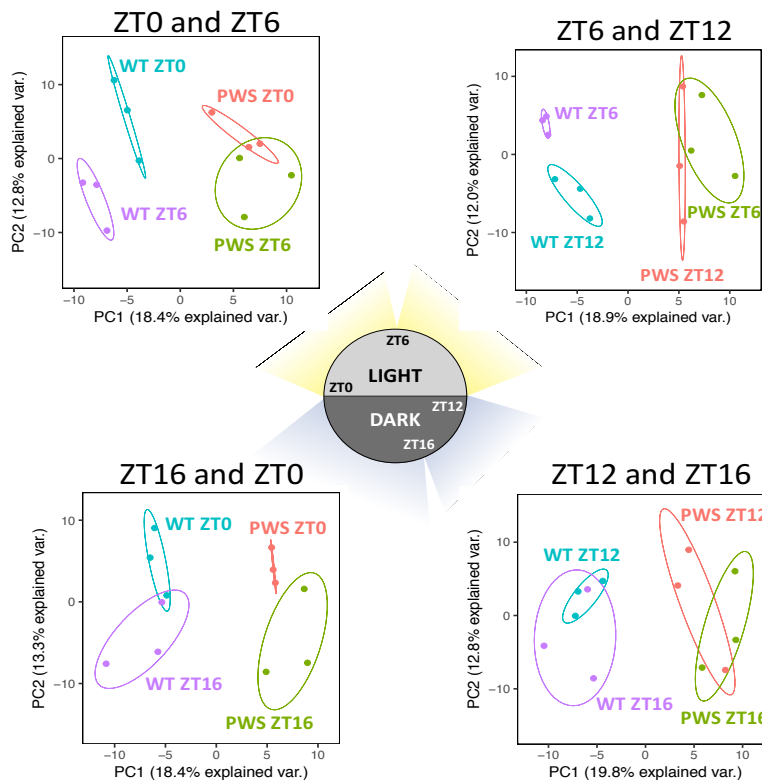 ZT0 and ZT6
WT ZT0
PWS ZT0
WT ZT6
PWS ZT6
PC2 (12.8% explained var.)
10
0
−10
−10
−5
0
5
10
PC1 (18.4% explained var.)
ZT6 and ZT12
WT ZT6
WT ZT12
PWS ZT6
PWS ZT12
PC2 (12.0% explained var.)
10
0
−10
−10
−5
0
5
10
PC1 (18.9% explained var.)
ZT6
ZT0
LIGHT
DARK
ZT12
ZT16
ZT16 and ZT0
WT ZT0
PWS ZT0
WT ZT16
PWS ZT16
PC2 (13.3% explained var.)
10
0
−10
−10
−5
0
5
10
PC1 (18.4% explained var.)
ZT12 and ZT16
PWS ZT12
WT ZT12
WT ZT16
PWS ZT16
PC2 (12.8% explained var.)
10
0
−10
−10
−5
0
5
10
PC1 (19.8% explained var.)